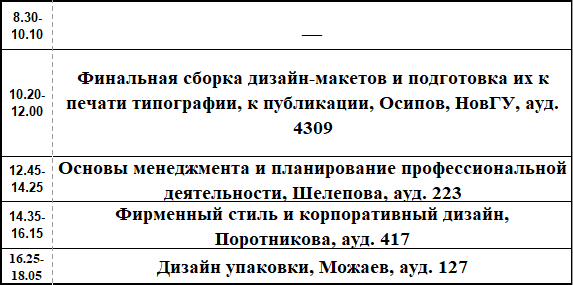 8.30-
10.10
—
10.20-
12.00
Финальная сборка дизайн-макетов и подготовка их к
печати типографии, к публикации, Осипов, НовГУ, ауд.
4309
12.45-
14.25
Основы менеджмента и планирование профессиональной
деятельности, Шелепова, ауд. 223
14.35-
16.15
Фирменный стиль и корпоративный дизайн,
Поротникова, ауд. 417
16.25-
18.05
Дизайн упаковки, Можаев, ауд. 127